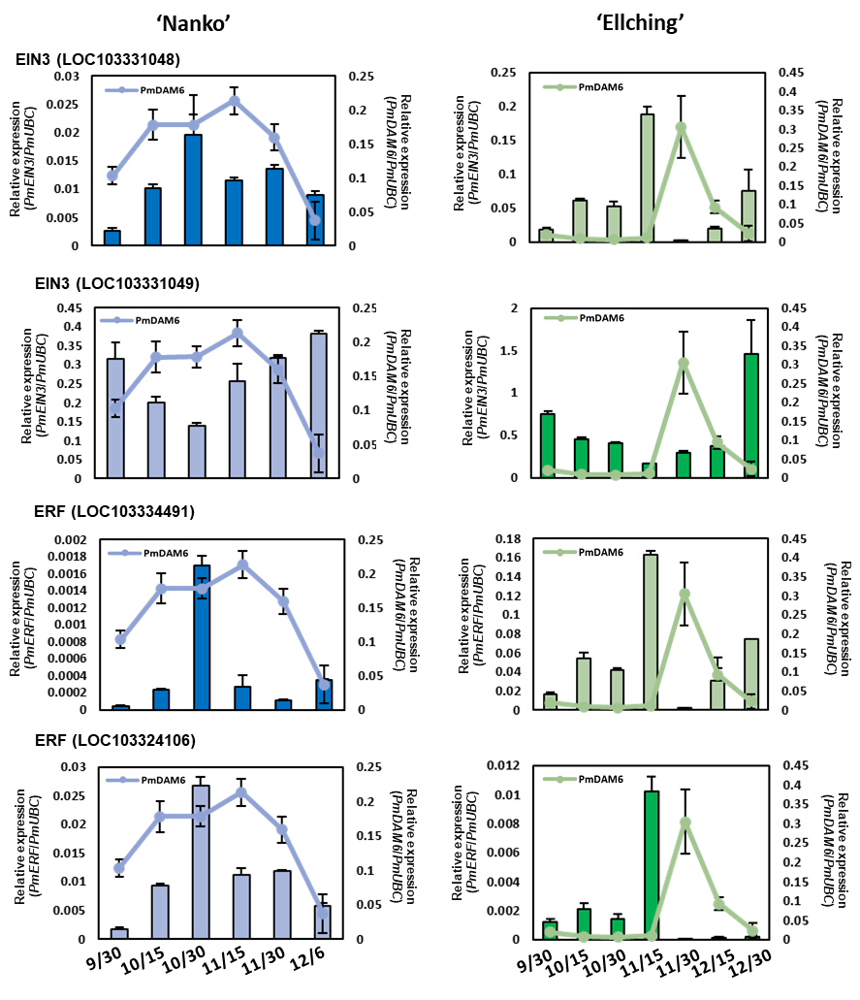 ‘Nanko’ ‘Ellching’
EIN3 (LOC103331048)
Relative expression
(PmEIN3/PmUBC)
0.03
0.025
0.02
0.015
0.01
0.005
0
PmDAM6
0.25
0.2
0.15
0.1
0.05
0
Relative expression
(PmDAM6/PmUBC)
Relative expression
(PmEIN3/PmUBC)
0.25
0.2
0.15
0.1
0.05
0
PmDAM6
0.45
0.4
0.35
0.3
0.25
0.2
0.15
0.1
0.05
0
Relative expression
(PmDAM6/PmUBC)
EIN3 (LOC103331049)
Relative expression
(PmEIN3/PmUBC)
0.45
0.4
0.35
0.3
0.25
0.2
0.15
0.1
0.05
0
PmDAM6
0.25
0.2
0.15
0.1
0.05
0
Relative expression
(PmDAM6/PmUBC)
Relative expression
(PmEIN3/PmUBC)
2
1.5
1
0.5
0
PmDAM6
0.45
0.4
0.35
0.3
0.25
0.2
0.15
0.1
0.05
0
Relative expression
(PmDAM6/PmUBC)
ERF (LOC103334491)
Relative expression
(PmERF/PmUBC)
0.002
0.0018
0.0016
0.0014
0.0012
0.001
0.0008
0.0006
0.0004
0.0002
0
PmDAM6
0.25
0.2
0.15
0.1
0.05
0
Relative expression
(PmDAM6/PmUBC)
Relative expression
(PmERF/PmUBC)
0.18
0.16
0.14
0.12
0.1
0.08
0.06
0.04
0.02
0
PmDAM6
0.45
0.4
0.35
0.3
0.25
0.2
0.15
0.1
0.05
0
Relative expression
(PmDAM6/PmUBC)
ERF (LOC103324106)
Relative expression
(PmERF/PmUBC)
0.03
0.025
0.02
0.015
0.01
0.005
0
PmDAM6
0.25
0.2
0.15
0.1
0.05
0
Relative expression
(PmDAM6/PmUBC)
9/30 10/15 10/30 11/15 11/30 12/6
Relative expression
(PmERF/PmUBC)
0.012
0.01
0.008
0.006
0.004
0.002
0
PmDAM6
0.45
0.4
0.35
0.3
0.25
0.2
0.15
0.1
0.05
0
Relative expression
(PmDAM6/PmUBC)
9/30 10/15 10/30 11/15 11/30 12/15 12/30